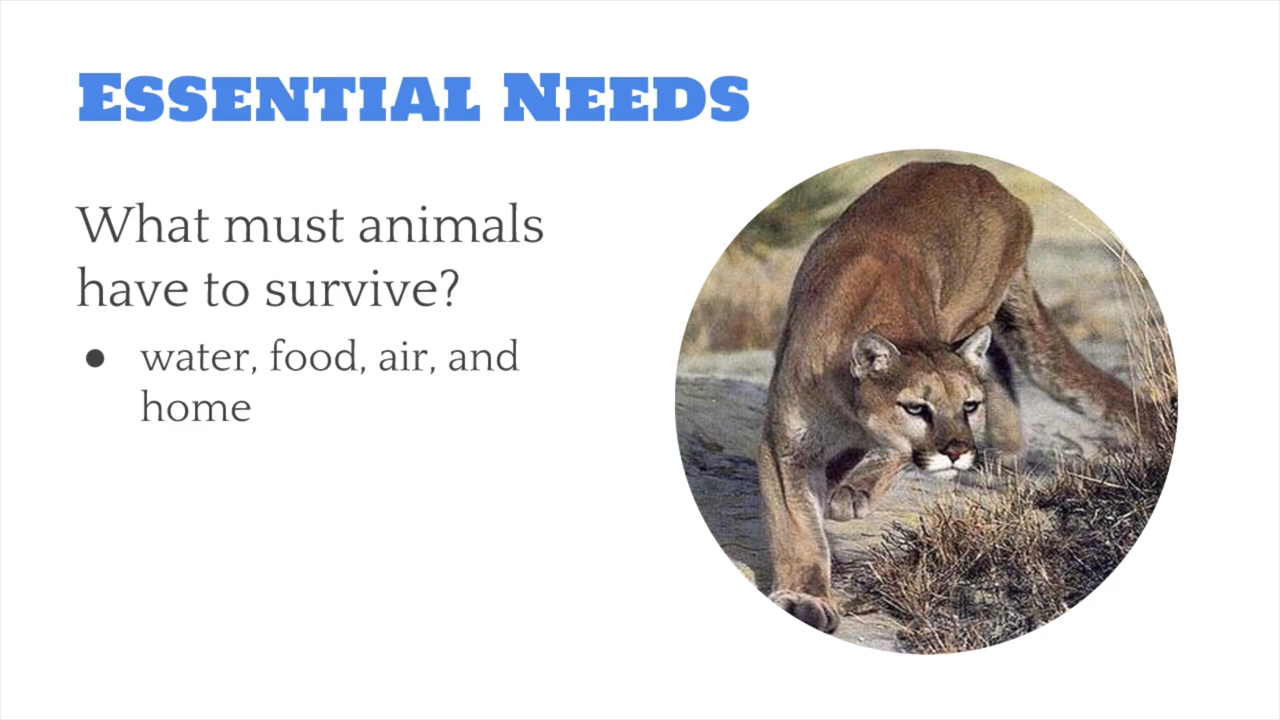 Essential Needs
What must animals
have to survive?
● water, food, air, and
home